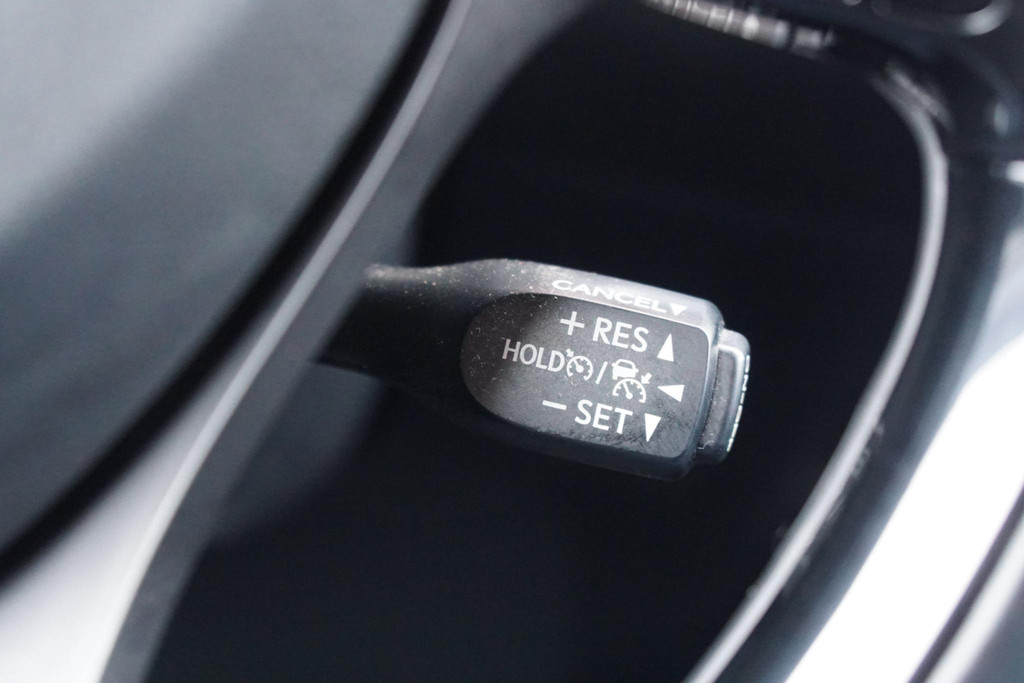 CANCEL▼
+ RES ▲
HOLD / ◀
− SET ▼